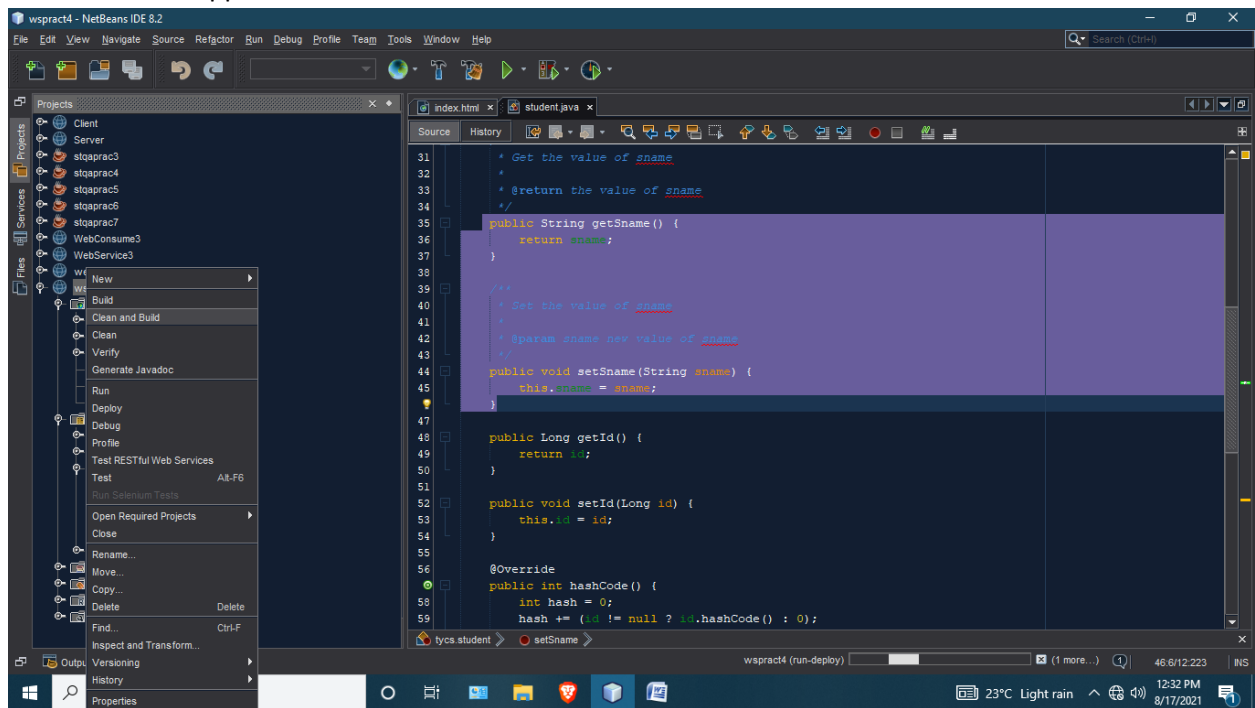 wspract4 - NetBeans IDE 8.2
File Edit View Navigate Source Refactor Run Debug Profile Team Tools Window Help
Search (Ctrl+I)
Projects
Client
Server
stqaprac3
stqaprac4
stqaprac5
stqaprac6
stqaprac7
WebConsume3
WebService3
Projects
Services
Files
New
Build
Clean and Build
Clean
Verify
Generate Javadoc
Run
Deploy
Debug
Profile
Test RESTful Web Services
Test Alt-F6
Run Selenium Tests
Open Required Projects
Close
Rename...
Move...
Copy...
Delete Delete
Find... Ctrl-F
Inspect and Transform...
Versioning
History
Properties
index.html student.java
Source History
31 * Get the value of sname
32 *
33 * @return the value of sname
34 */
35 public String getSname() {
36 return sname;
37 }
38
39 /**
40 * Set the value of sname
41 *
42 * @param sname new value of sname
43 */
44 public void setSname(String sname) {
45 this.sname = sname;
}
47
48 public Long getId() {
49 return id;
50 }
51
52 public void setId(Long id) {
53 this.id = id;
54 }
55
56 @Override
public int hashCode() {
58 int hash = 0;
59 hash += (id != null ? id.hashCode() : 0);
tycs.student setSname
wspract4 (run-deploy) (1 more...) 1 46:6/12:223 INS
23°C Light rain 12:32 PM
8/17/2021